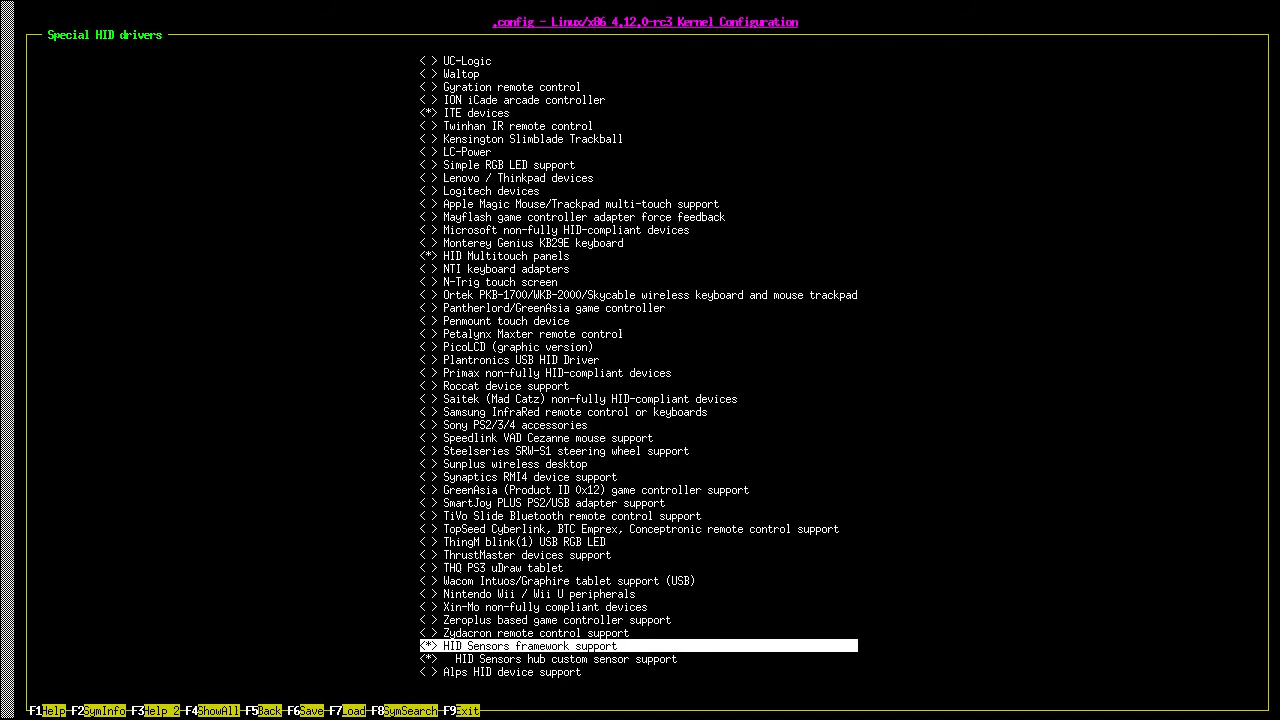 .config - Linux/x86 4.12.0-rc3 Kernel Configuration
Special HID drivers
< > UC-Logic
< > Waltop
< > Gyration remote control
< > ION iCade arcade controller
<*> ITE devices
< > Twinhan IR remote control
< > Kensington Slimblade Trackball
< > LC-Power
< > Simple RGB LED support
< > Lenovo / Thinkpad devices
< > Logitech devices
< > Apple Magic Mouse/Trackpad multi-touch support
< > Mayflash game controller adapter force feedback
< > Microsoft non-fully HID-compliant devices
< > Monterey Genius KB29E keyboard
<*> HID Multitouch panels
< > NTI keyboard adapters
< > N-Trig touch screen
< > Ortek PKB-1700/WKB-2000/Skycable wireless keyboard and mouse trackpad
< > Pantherlord/GreenAsia game controller
< > Penmount touch device
< > Petalynx Maxter remote control
< > PicoLCD (graphic version)
< > Plantronics USB HID Driver
< > Primax non-fully HID-compliant devices
< > Roccat device support
< > Saitek (Mad Catz) non-fully HID-compliant devices
< > Samsung InfraRed remote control or keyboards
< > Sony PS2/3/4 accessories
< > Speedlink VAD Cezanne mouse support
< > Steelseries SRW-S1 steering wheel support
< > Sunplus wireless desktop
< > Synaptics RMI4 device support
< > GreenAsia (Product ID 0x12) game controller support
< > SmartJoy PLUS PS2/USB adapter support
< > TiVo Slide Bluetooth remote control support
< > TopSeed Cyberlink, BTC Emprex, Conceptronic remote control support
< > ThingM blink(1) USB RGB LED
< > ThrustMaster devices support
< > THQ PS3 uDraw tablet
< > Wacom Intuos/Graphire tablet support (USB)
< > Nintendo Wii / Wii U peripherals
< > Xin-Mo non-fully compliant devices
< > Zeroplus based game controller support
< > Zydacron remote control support
<*> HID Sensors framework support
<*>   HID Sensors hub custom sensor support
< > Alps HID device support
F1Help F2SymInfo F3Help 2 F4ShowAll F5Back F6Save F7Load F8SymSearch F9Exit